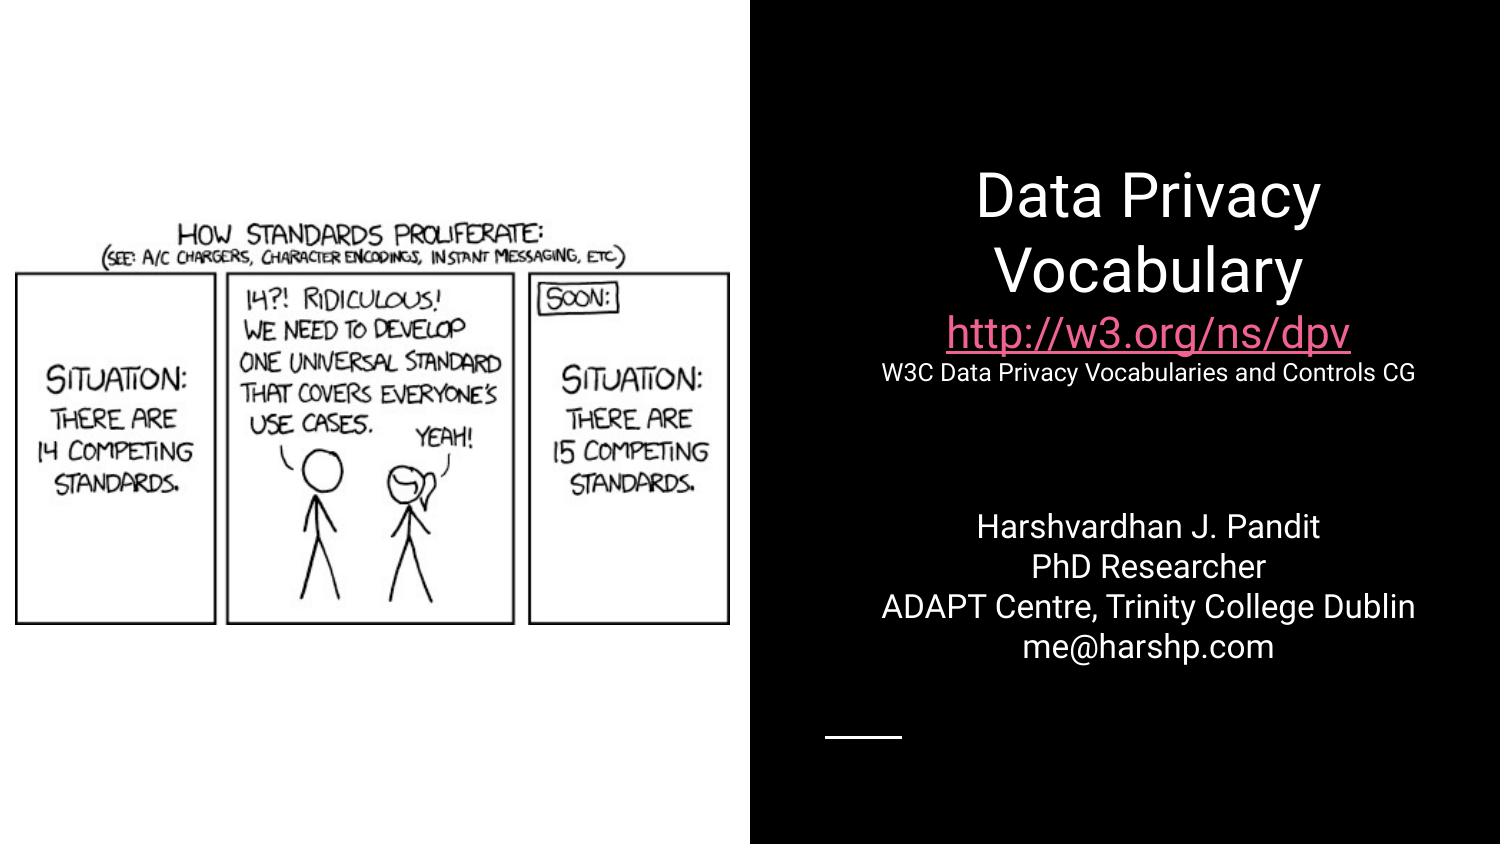 HOW STANDARDS PROLIFERATE:
(SEE: A/C CHARGERS, CHARACTER ENCODINGS, INSTANT MESSAGING, ETC.)
SITUATION:
THERE ARE
14 COMPETING
STANDARDS.
14?! RIDICULOUS!
WE NEED TO DEVELOP
ONE UNIVERSAL STANDARD
THAT COVERS EVERYONE'S
USE CASES.
YEAH!
SOON:
SITUATION:
THERE ARE
15 COMPETING
STANDARDS.
Data Privacy
Vocabulary
http://w3.org/ns/dpv
W3C Data Privacy Vocabularies and Controls CG
Harshvardhan J. Pandit
PhD Researcher
ADAPT Centre, Trinity College Dublin
me@harshp.com